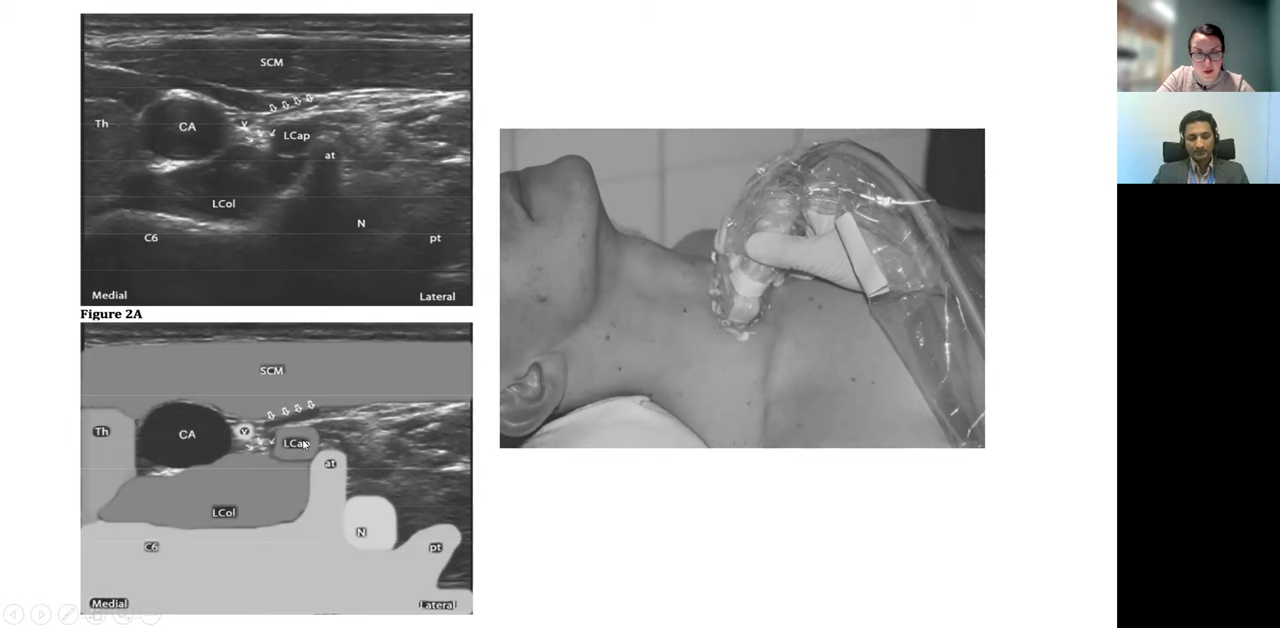 SCM
Th
CA
v
LCap
at
LCol
N
C6
pt
Medial
Lateral
Figure 2A
SCM
Th
CA
v
LCap
at
LCol
N
C6
pt
Medial
Lateral